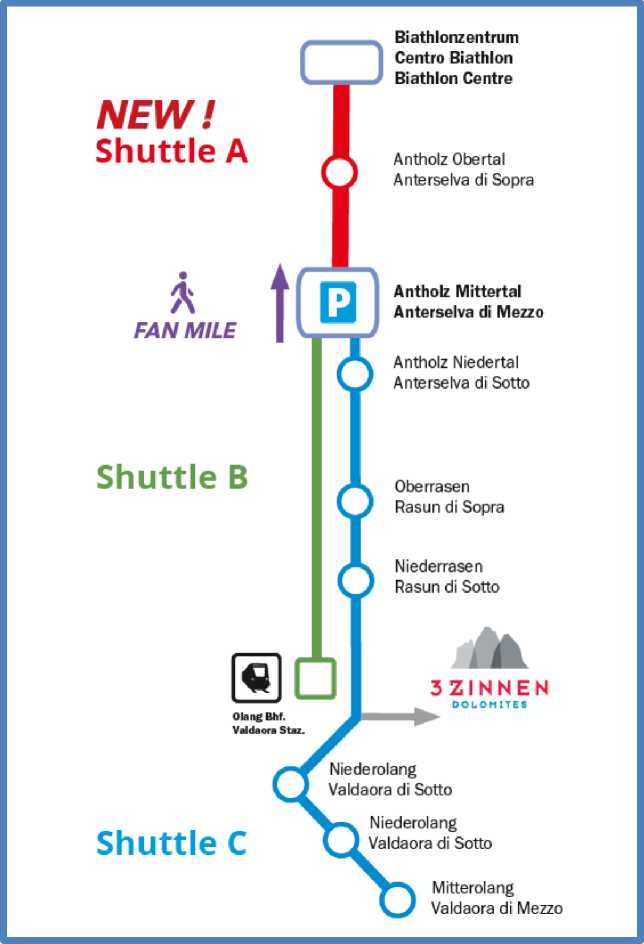 Biathlonzentrum
Centro Biathlon
Biathlon Centre
NEW !
Shuttle A
Antholz Obertal
Anterselva di Sopra
P
Antholz Mittertal
Anterselva di Mezzo
FAN MILE
Antholz Niedertal
Anterselva di Sotto
Shuttle B
Oberrasen
Rasun di Sopra
Niederrasen
Rasun di Sotto
3 ZINNEN
DOLOMITES
Olang Bhf.
Valdaora Staz.
Niederolang
Valdaora di Sotto
Niederolang
Valdaora di Sotto
Shuttle C
Mitterolang
Valdaora di Mezzo